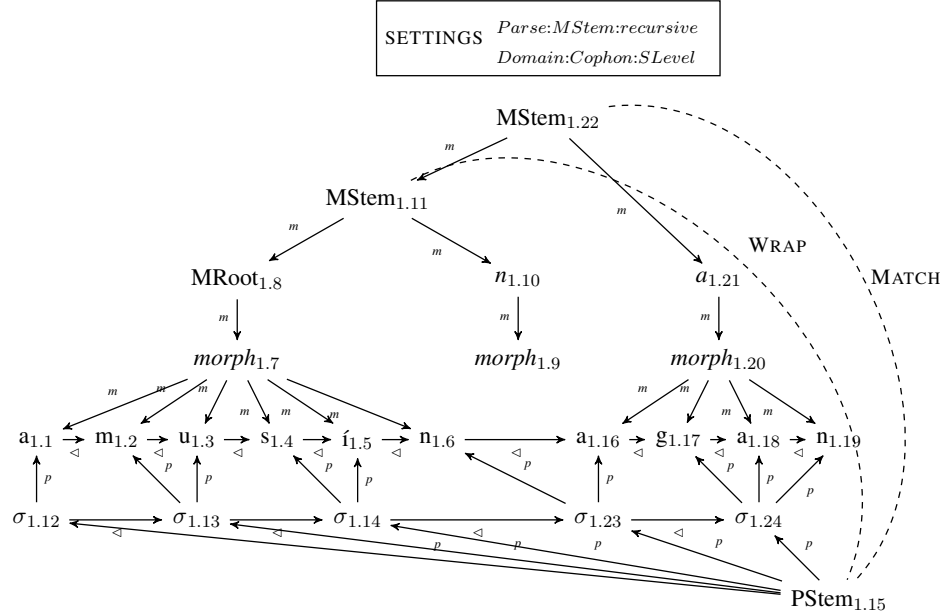 SETTINGS
Parse:MStem:recursive
Domain:Cophon:SLevel
MStem1.22
m
MStem1.11
m
m
m
WRAP
MATCH
MRoot1.8
n1.10
a1.21
m
m
m
morph1.7
morph1.9
morph1.20
m m m m m m
m m m m
a1.1 m1.2 u1.3 s1.4 í1.5 n1.6 a1.16 g1.17 a1.18 n1.19
◁ ◁ ◁ ◁ ◁ ◁ ◁ ◁ ◁
p p p p p p p p p p
σ1.12 σ1.13 σ1.14 σ1.23 σ1.24
◁ ◁ ◁ ◁
p p p p p
PStem1.15